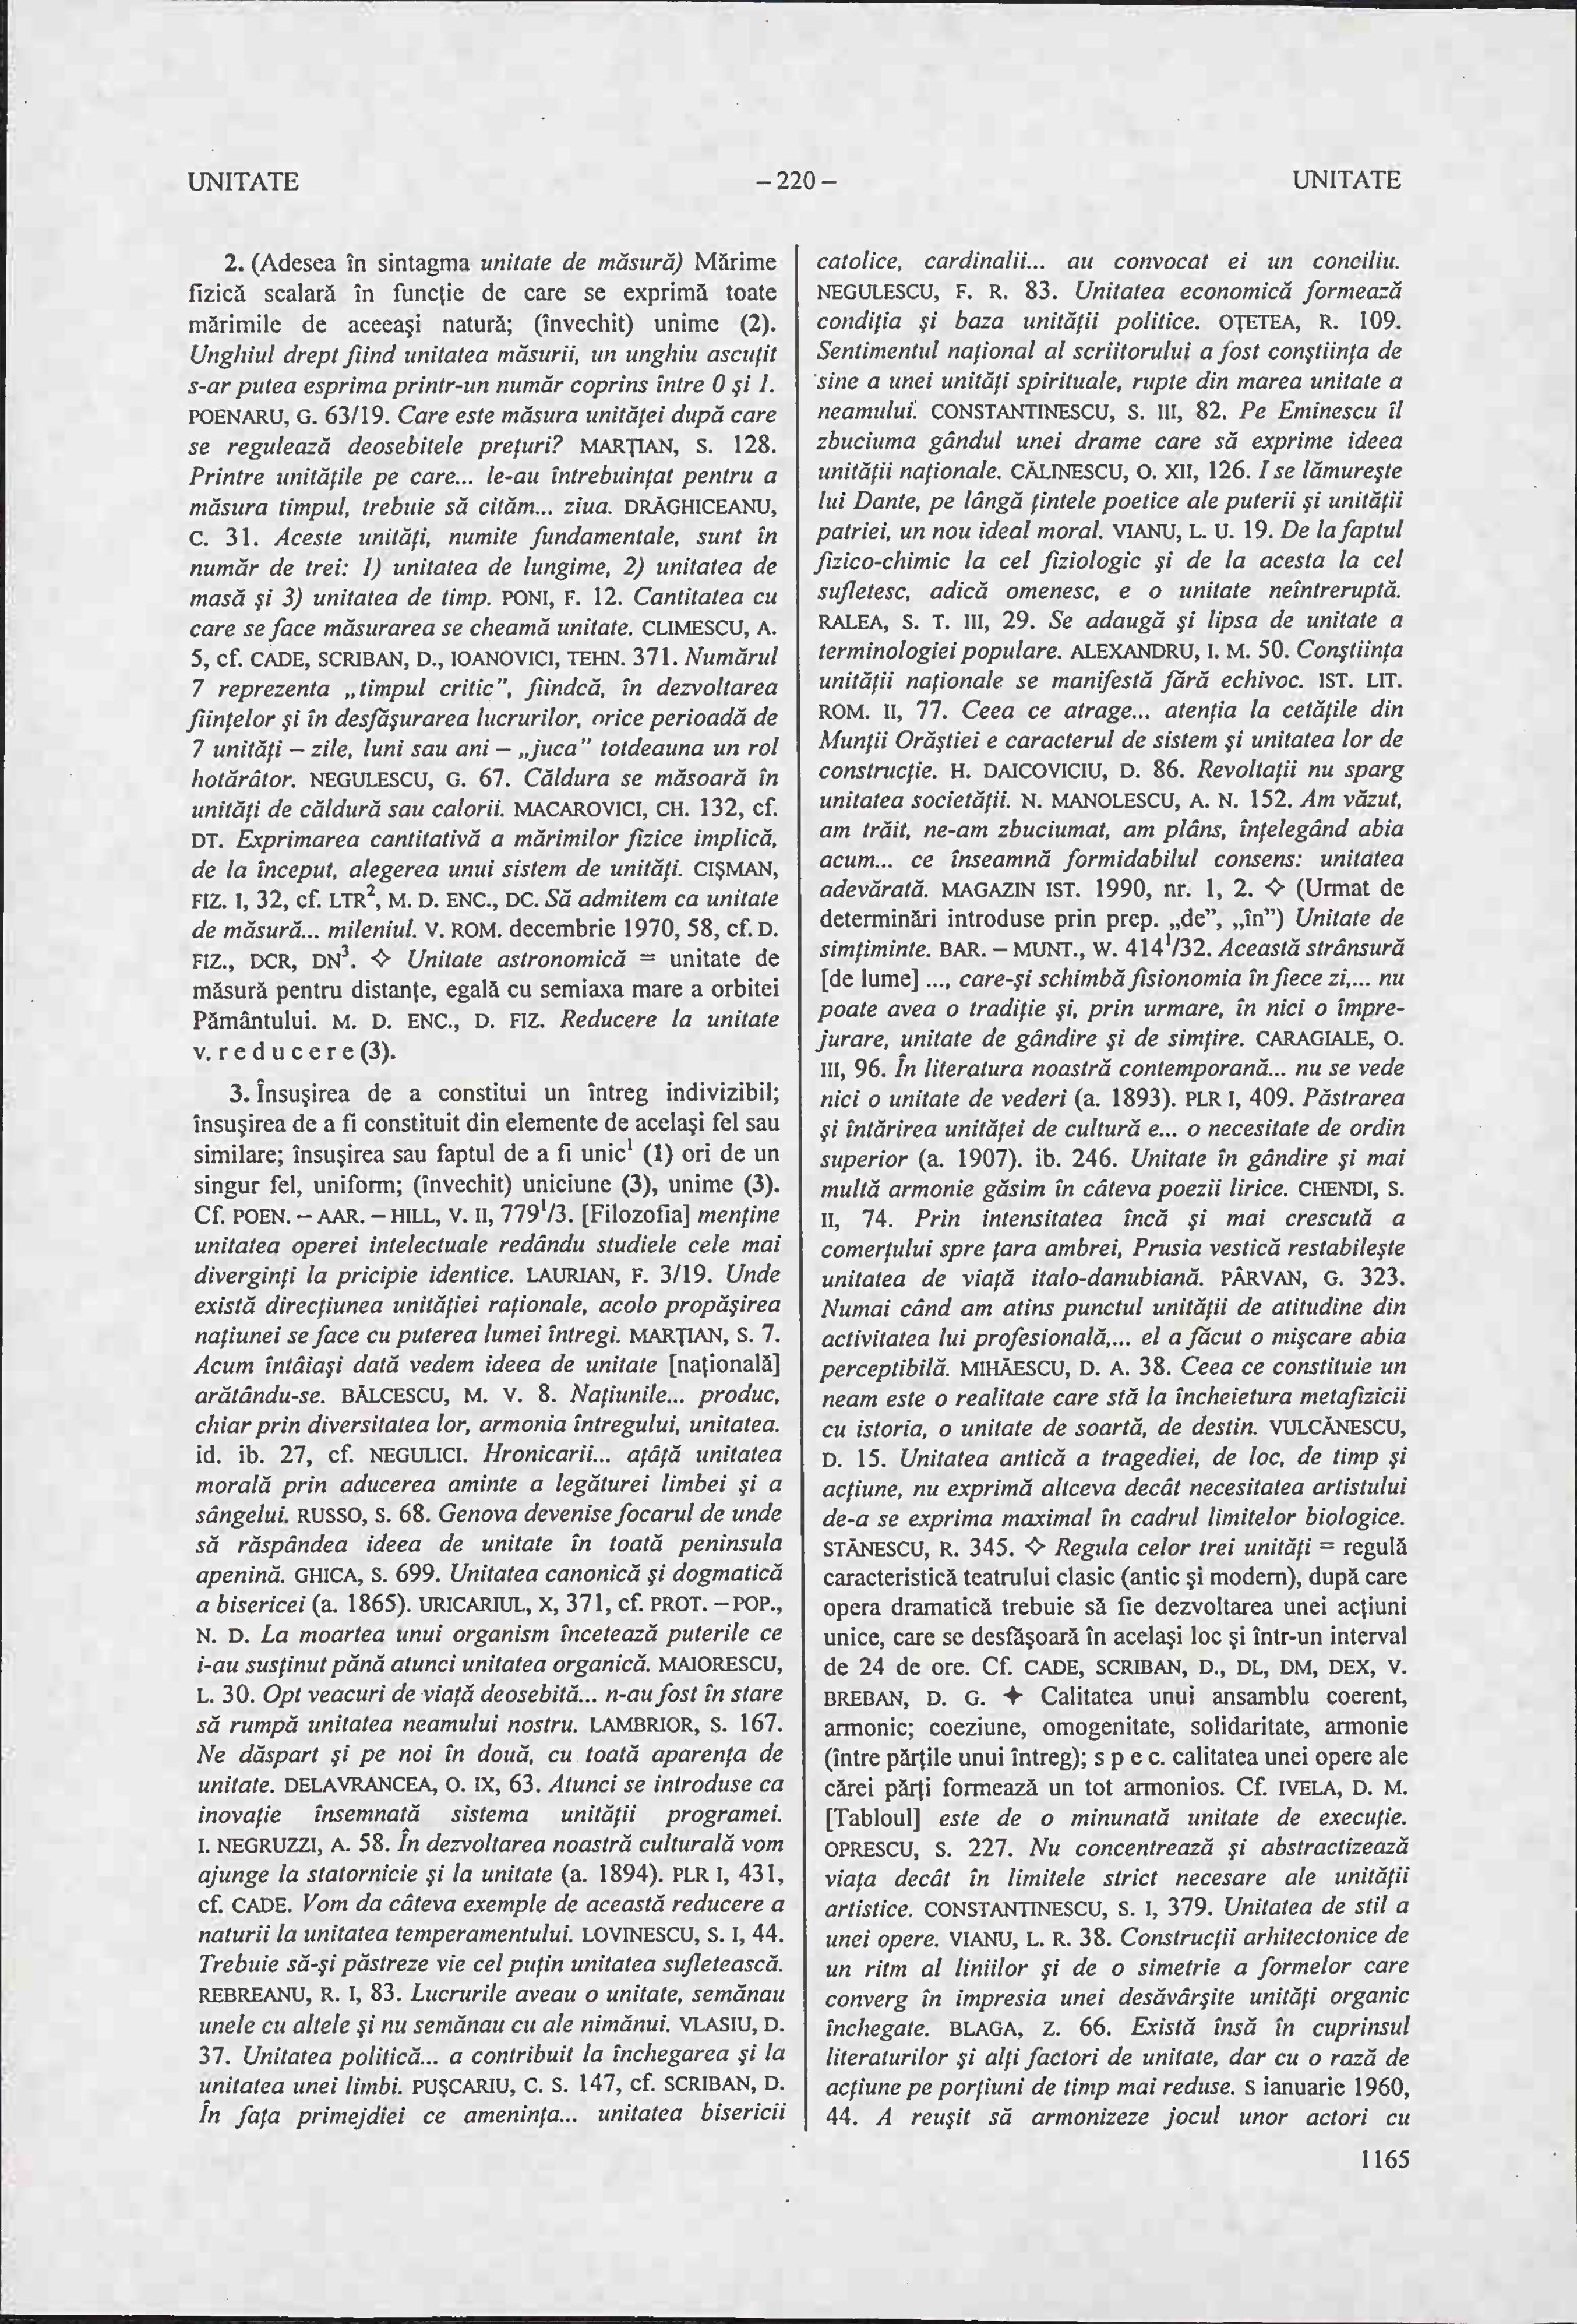 UNITATE – 220 – UNITATE
2. (Adesea în sintagma unitate de măsură) Mărime
fizică scalară în funcţie de care se exprimă toate
mărimile de aceeaşi natură; (învechit) unime (2).
Unghiul drept fiind unitatea măsurii, un unghiu ascuţit
s-ar putea esprima printr-un număr coprins între 0 şi 1.
POENARU, G. 63/19. Care este măsura unităţei după care
se regulează deosebitele preţuri? MARŢIAN, S. 128.
Printre unităţile pe care... le-au întrebuinţat pentru a
măsura timpul, trebuie să cităm... ziua. DRĂGHICEANU,
C. 31. Aceste unităţi, numite fundamentale, sunt în
număr de trei: 1) unitatea de lungime, 2) unitatea de
masă şi 3) unitatea de timp. PONI, F. 12. Cantitatea cu
care se face măsurarea se cheamă unitate. CLIMESCU, A.
5, cf. CADE, SCRIBAN, D., IOANOVICI, TEHN. 371. Numărul
7 reprezenta „timpul critic”, fiindcă, în dezvoltarea
fiinţelor şi în desfăşurarea lucrurilor, orice perioadă de
7 unităţi – zile, luni sau ani – „juca” totdeauna un rol
hotărâtor. NEGULESCU, G. 67. Căldura se măsoară în
unităţi de căldură sau calorii. MACAROVICI, CH. 132, cf.
DT. Exprimarea cantitativă a mărimilor fizice implică,
de la început, alegerea unui sistem de unităţi. CIŞMAN,
FIZ. I, 32, cf. LTR², M. D. ENC., DC. Să admitem ca unitate
de măsură... mileniul. V. ROM. decembrie 1970, 58, cf. D.
FIZ., DCR, DN³. ◇ Unitate astronomică = unitate de
măsură pentru distanţe, egală cu semiaxa mare a orbitei
Pământului. M. D. ENC., D. FIZ. Reducere la unitate
v. r e d u c e r e (3).
3. Însuşirea de a constitui un întreg indivizibil;
însuşirea de a fi constituit din elemente de acelaşi fel sau
similare; însuşirea sau faptul de a fi unic¹ (1) ori de un
singur fel, uniform; (învechit) uniciune (3), unime (3).
Cf. POEN. – AAR. – HILL, V. II, 779¹/3. [Filozofia] menţine
unitatea operei intelectuale redându studiele cele mai
diverginţi la pricipie identice. LAURIAN, F. 3/19. Unde
există direcţiunea unităţiei raţionale, acolo propăşirea
naţiunei se face cu puterea lumei întregi. MARŢIAN, S. 7.
Acum întâiaşi dată vedem ideea de unitate [naţională]
arătându-se. BĂLCESCU, M. V. 8. Naţiunile... produc,
chiar prin diversitatea lor, armonia întregului, unitatea.
id. ib. 27, cf. NEGULICI. Hronicarii... aţâţă unitatea
morală prin aducerea aminte a legăturei limbei şi a
sângelui. RUSSO, S. 68. Genova devenise focarul de unde
să răspândea ideea de unitate în toată peninsula
apenină. GHICA, S. 699. Unitatea canonică şi dogmatică
a bisericei (a. 1865). URICARIUL, X, 371, cf. PROT. – POP.,
N. D. La moartea unui organism încetează puterile ce
i-au susţinut până atunci unitatea organică. MAIORESCU,
L. 30. Opt veacuri de viaţă deosebită... n-au fost în stare
să rumpă unitatea neamului nostru. LAMBRIOR, S. 167.
Ne dăspart şi pe noi în două, cu toată aparenţa de
unitate. DELAVRANCEA, O. IX, 63. Atunci se introduse ca
inovaţie însemnată sistema unităţii programei.
I. NEGRUZZI, A. 58. În dezvoltarea noastră culturală vom
ajunge la statornicie şi la unitate (a. 1894). PLR I, 431,
cf. CADE. Vom da câteva exemple de această reducere a
naturii la unitatea temperamentului. LOVINESCU, S. I, 44.
Trebuie să-şi păstreze vie cel puţin unitatea sufletească.
REBREANU, R. I, 83. Lucrurile aveau o unitate, semănau
unele cu altele şi nu semănau cu ale nimănui. VLASIU, D.
37. Unitatea politică... a contribuit la închegarea şi la
unitatea unei limbi. PUŞCARIU, C. S. 147, cf. SCRIBAN, D.
În faţa primejdiei ce ameninţa... unitatea bisericii
catolice, cardinalii... au convocat ei un conciliu.
NEGULESCU, F. R. 83. Unitatea economică formează
condiţia şi baza unităţii politice. OŢETEA, R. 109.
Sentimentul naţional al scriitorului a fost conştiinţa de
sine a unei unităţi spirituale, rupte din marea unitate a
neamului. CONSTANTINESCU, S. III, 82. Pe Eminescu îl
zbuciuma gândul unei drame care să exprime ideea
unităţii naţionale. CĂLINESCU, O. XII, 126. I se lămureşte
lui Dante, pe lângă ţintele poetice ale puterii şi unităţii
patriei, un nou ideal moral. VIANU, L. U. 19. De la faptul
fizico-chimic la cel fiziologic şi de la acesta la cel
sufletesc, adică omenesc, e o unitate neîntreruptă.
RALEA, S. T. III, 29. Se adaugă şi lipsa de unitate a
terminologiei populare. ALEXANDRU, I. M. 50. Conştiinţa
unităţii naţionale se manifestă fără echivoc. IST. LIT.
ROM. II, 77. Ceea ce atrage... atenţia la cetăţile din
Munţii Orăştiei e caracterul de sistem şi unitatea lor de
construcţie. H. DAICOVICIU, D. 86. Revoltaţii nu sparg
unitatea societăţii. N. MANOLESCU, A. N. 152. Am văzut,
am trăit, ne-am zbuciumat, am plâns, înţelegând abia
acum... ce înseamnă formidabilul consens: unitatea
adevărată. MAGAZIN IST. 1990, nr. 1, 2. ◇ (Urmat de
determinări introduse prin prep. „de”, „în”) Unitate de
simţiminte. BAR. – MUNT., W. 414¹/32. Această strânsură
[de lume] ..., care-şi schimbă fisionomia în fiece zi,... nu
poate avea o tradiţie şi, prin urmare, în nici o împre-
jurare, unitate de gândire şi de simţire. CARAGIALE, O.
III, 96. În literatura noastră contemporană... nu se vede
nici o unitate de vederi (a. 1893). PLR I, 409. Păstrarea
şi întărirea unităţei de cultură e... o necesitate de ordin
superior (a. 1907). ib. 246. Unitate în gândire şi mai
multă armonie găsim în câteva poezii lirice. CHENDI, S.
II, 74. Prin intensitatea încă şi mai crescută a
comerţului spre ţara ambrei, Prusia vestică restabileşte
unitatea de viaţă italo-danubiană. PÂRVAN, G. 323.
Numai când am atins punctul unităţii de atitudine din
activitatea lui profesională,... el a făcut o mişcare abia
perceptibilă. MIHĂESCU, D. A. 38. Ceea ce constituie un
neam este o realitate care stă la încheietura metafizicii
cu istoria, o unitate de soartă, de destin. VULCĂNESCU,
D. 15. Unitatea antică a tragediei, de loc, de timp şi
acţiune, nu exprimă altceva decât necesitatea artistului
de-a se exprima maximal în cadrul limitelor biologice.
STĂNESCU, R. 345. ◇ Regula celor trei unităţi = regulă
caracteristică teatrului clasic (antic şi modern), după care
opera dramatică trebuie să fie dezvoltarea unei acţiuni
unice, care se desfăşoară în acelaşi loc şi într-un interval
de 24 de ore. Cf. CADE, SCRIBAN, D., DL, DM, DEX, V.
BREBAN, D. G. ✦ Calitatea unui ansamblu coerent,
armonic; coeziune, omogenitate, solidaritate, armonie
(între părţile unui întreg); s p e c. calitatea unei opere ale
cărei părţi formează un tot armonios. Cf. IVELA, D. M.
[Tabloul] este de o minunată unitate de execuţie.
OPRESCU, S. 227. Nu concentrează şi abstractizează
viaţa decât în limitele strict necesare ale unităţii
artistice. CONSTANTINESCU, S. I, 379. Unitatea de stil a
unei opere. VIANU, L. R. 38. Construcţii arhitectonice de
un ritm al liniilor şi de o simetrie a formelor care
converg în impresia unei desăvârşite unităţi organic
închegate. BLAGA, Z. 66. Există însă în cuprinsul
literaturilor şi alţi factori de unitate, dar cu o rază de
acţiune pe porţiuni de timp mai reduse. S ianuarie 1960,
44. A reuşit să armonizeze jocul unor actori cu
1165